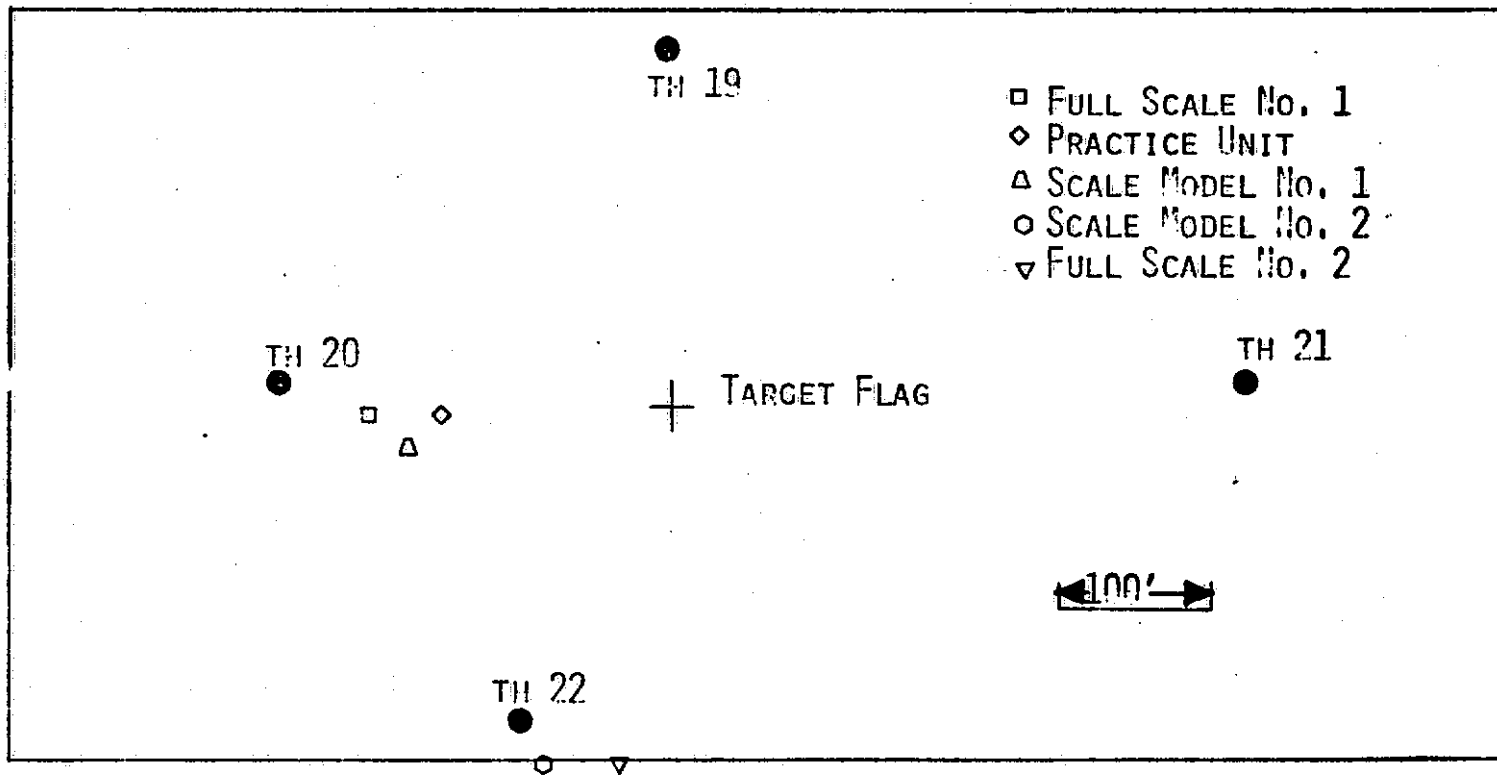 TH 19
FULL SCALE NO. 1
PRACTICE UNIT
SCALE MODEL NO. 1
SCALE MODEL NO. 2
FULL SCALE NO. 2
TH 20
TH 21
TARGET FLAG
100'
TH 22